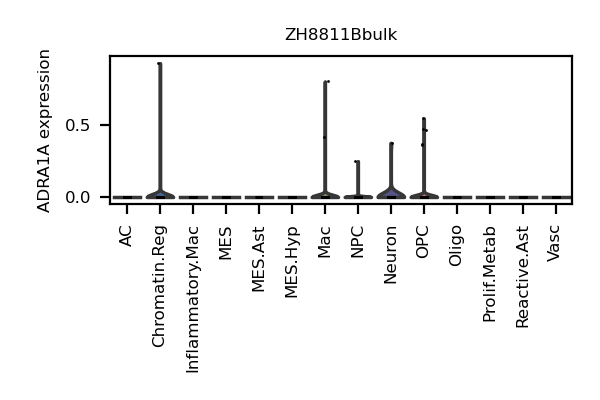 ZH8811Bbulk
ADRA1A expression
0.5
0.0
AC
Chromatin.Reg
Inflammatory.Mac
MES
MES.Ast
MES.Hyp
Mac
NPC
Neuron
OPC
Oligo
Prolif.Metab
Reactive.Ast
Vasc